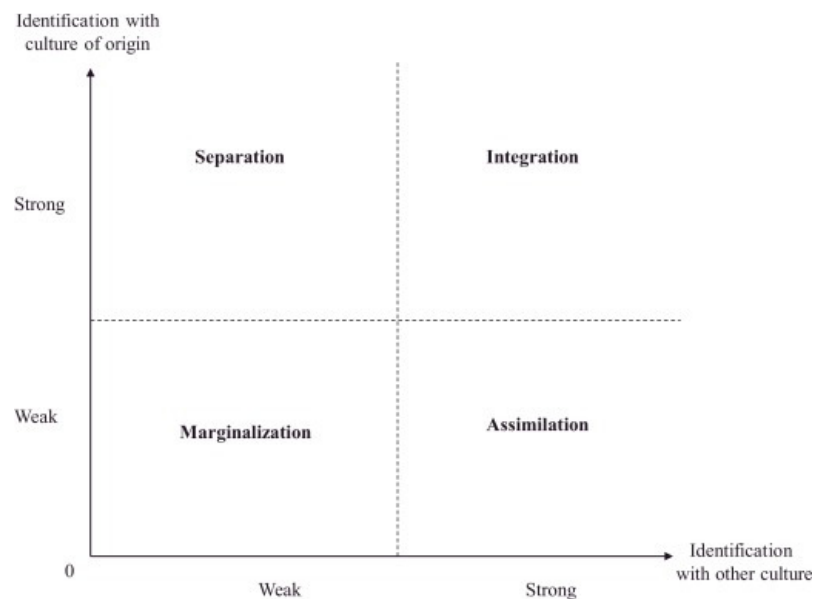 Identification with
culture of origin
Separation
Integration
Strong
Weak
Marginalization
Assimilation
0
Identification
with other culture
Weak
Strong